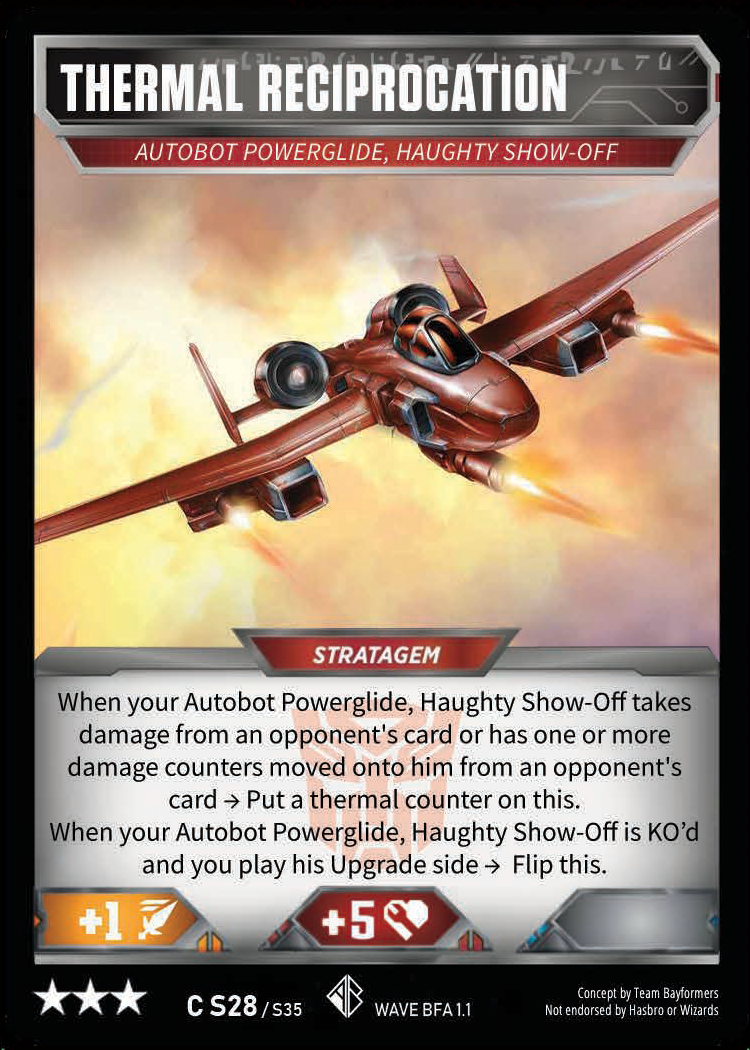 THERMAL RECIPROCATION
AUTOBOT POWERGLIDE, HAUGHTY SHOW-OFF
STRATAGEM
When your Autobot Powerglide, Haughty Show-Off takes
damage from an opponent's card or has one or more
damage counters moved onto him from an opponent's
card → Put a thermal counter on this.
When your Autobot Powerglide, Haughty Show-Off is KO’d
and you play his Upgrade side → Flip this.
+1 +5
C S28 / S35 WAVE BFA 1.1
Concept by Team Bayformers
Not endorsed by Hasbro or Wizards